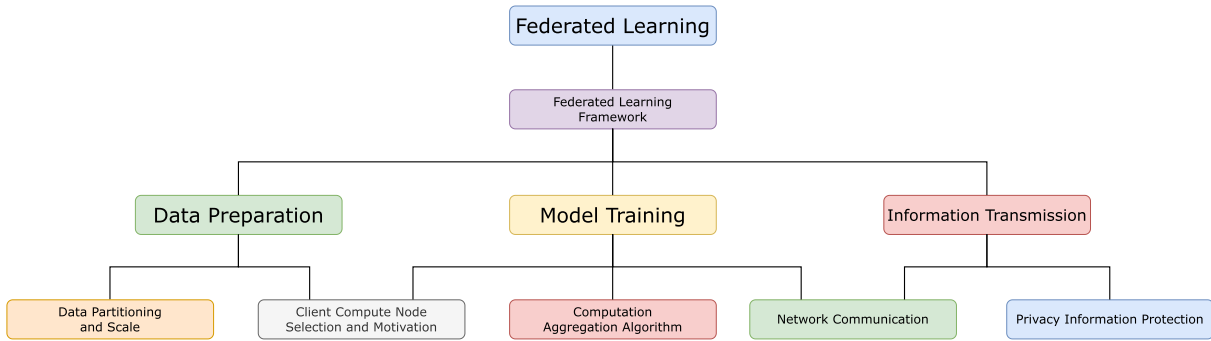 Federated Learning
Federated Learning
Framework
Data Preparation
Model Training
Information Transmission
Data Partitioning
and Scale
Client Compute Node
Selection and Motivation
Computation
Aggregation Algorithm
Network Communication
Privacy Information Protection